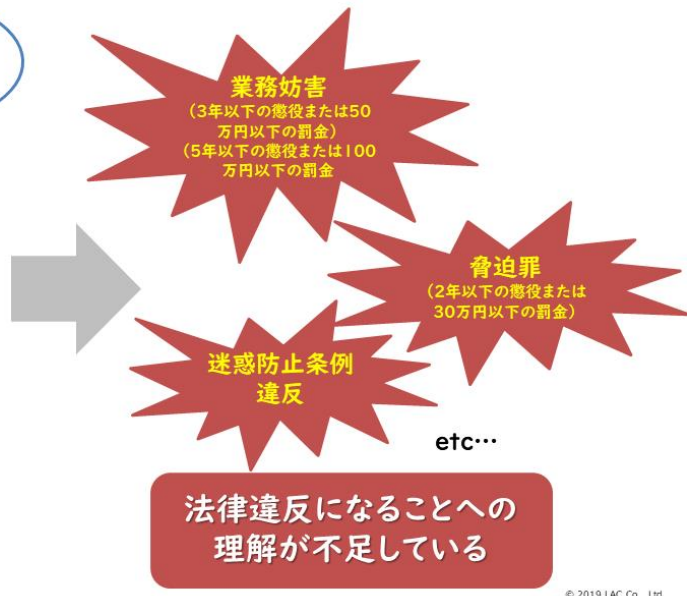 業務妨害
（3年以下の懲役または50
万円以下の罰金）
（5年以下の懲役または100
万円以下の罰金
脅迫罪
（2年以下の懲役または
30万円以下の罰金）
迷惑防止条例
違反
etc…
法律違反になることへの
理解が不足している
© 2019 LAC Co., Ltd.